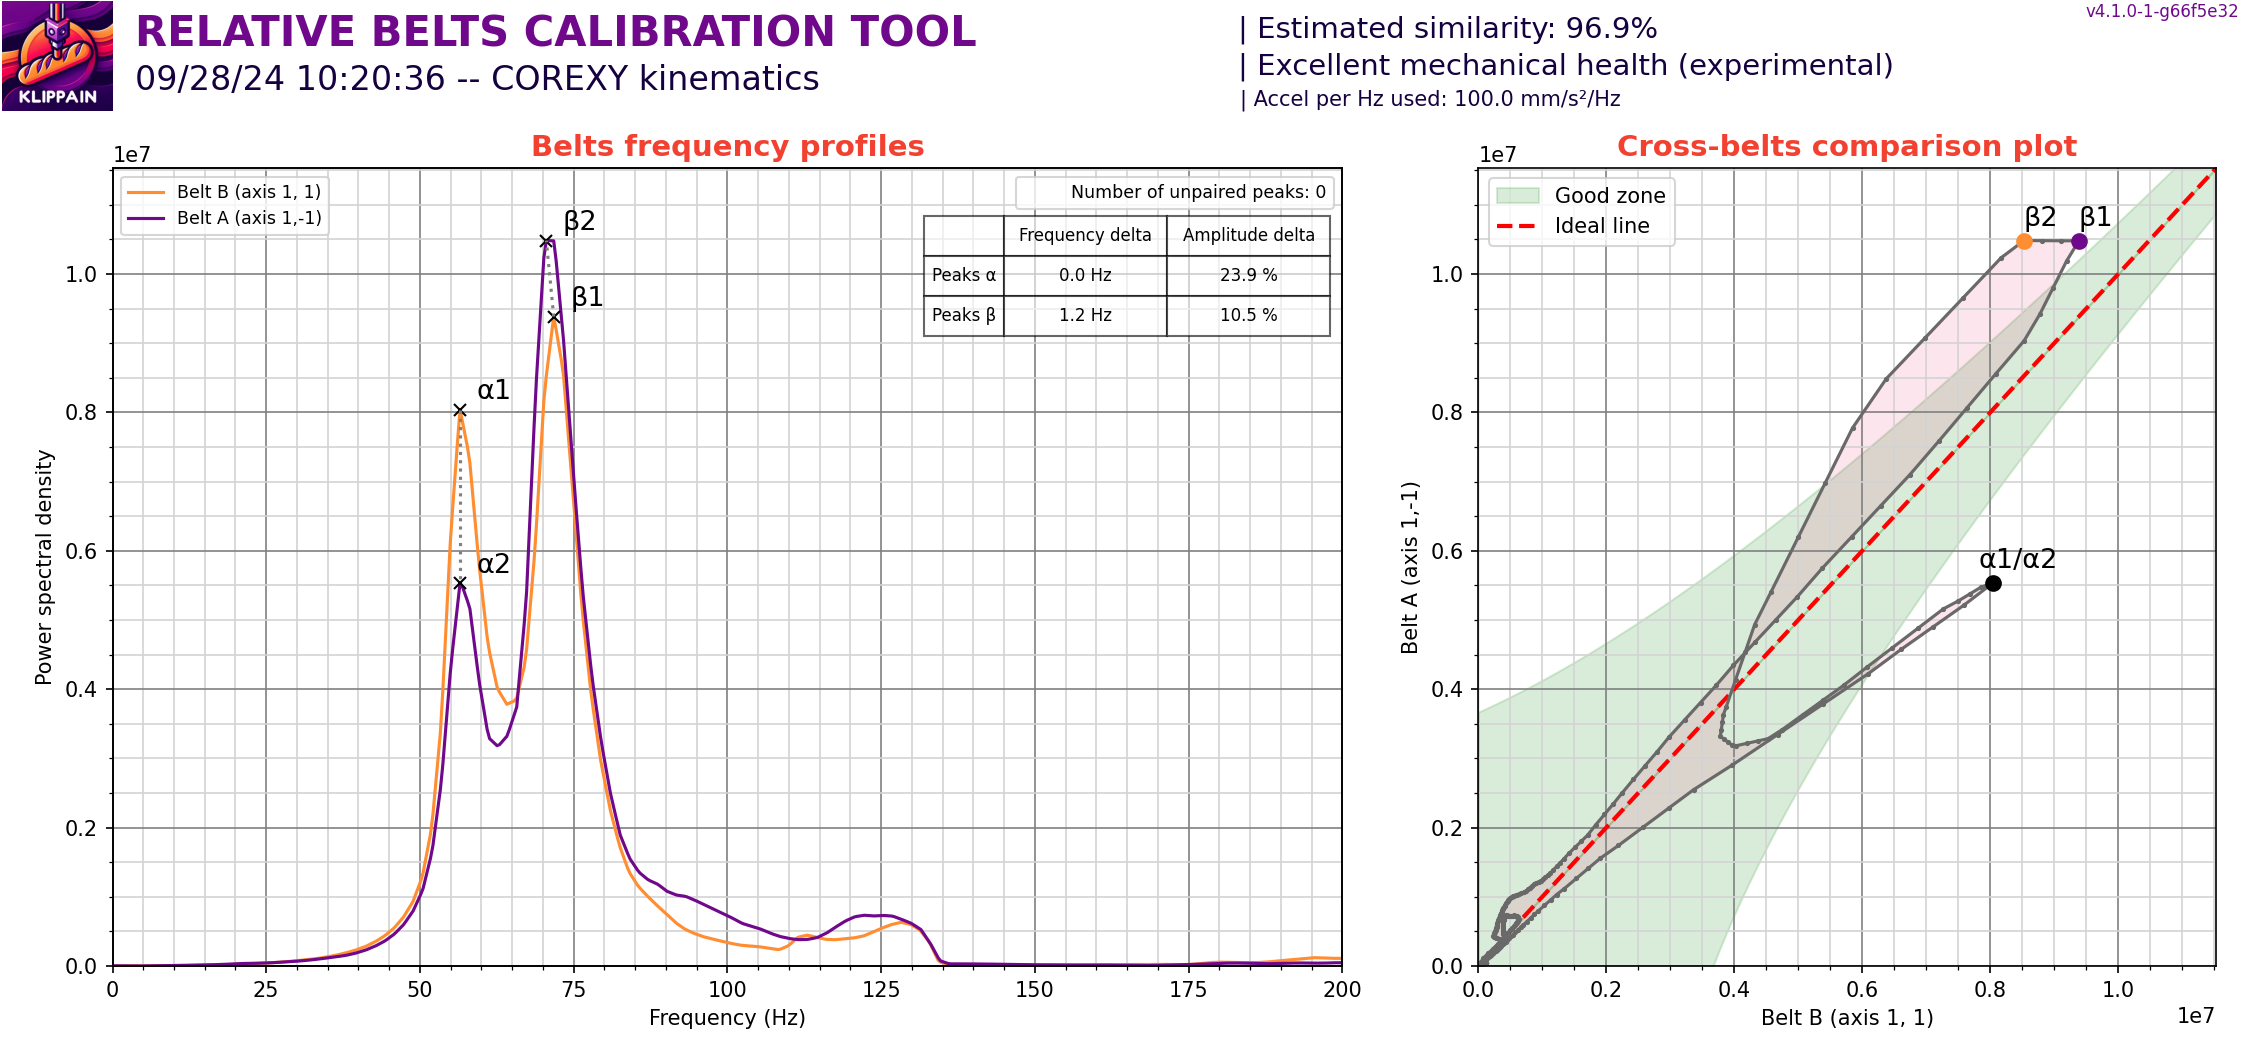 KLIPPAIN
RELATIVE BELTS CALIBRATION TOOL
09/28/24 10:20:36 -- COREXY kinematics
| Estimated similarity: 96.9%
| Excellent mechanical health (experimental)
| Accel per Hz used: 100.0 mm/s²/Hz
v4.1.0-1-g66f5e32
Belts frequency profiles
1e7
Belt B (axis 1, 1)
Belt A (axis 1,-1)
Number of unpaired peaks: 0
Frequency delta Amplitude delta
Peaks α 0.0 Hz 23.9 %
Peaks β 1.2 Hz 10.5 %
β2
β1
α1
α2
Power spectral density
1.0
0.8
0.6
0.4
0.2
0.0
0 25 50 75 100 125 150 175 200
Frequency (Hz)
Cross-belts comparison plot
1e7
Good zone
Ideal line
β2 β1
α1/α2
Belt A (axis 1,-1)
1.0
0.8
0.6
0.4
0.2
0.0
0.0 0.2 0.4 0.6 0.8 1.0
Belt B (axis 1, 1)
1e7